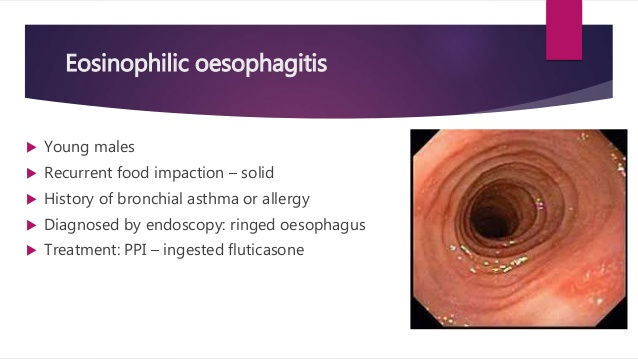 Eosinophilic oesophagitis
Young males
Recurrent food impaction – solid
History of bronchial asthma or allergy
Diagnosed by endoscopy: ringed oesophagus
Treatment: PPI – ingested fluticasone